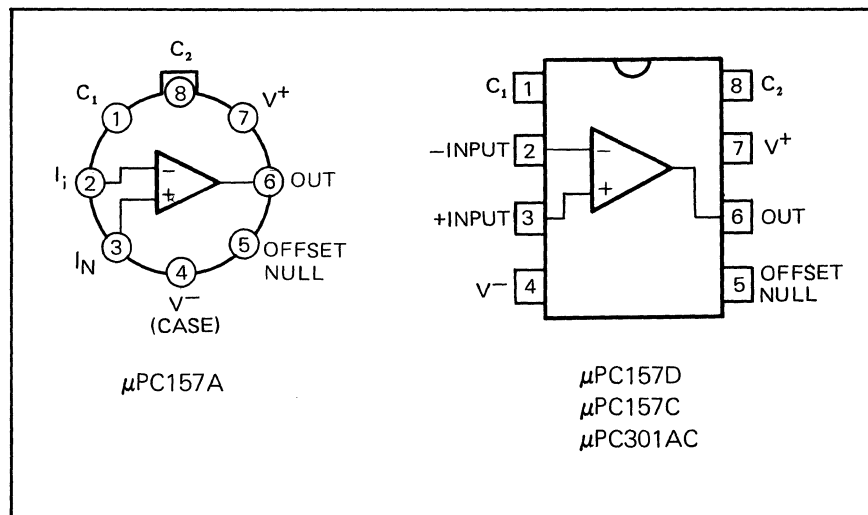 C₂
8
C₁
1
V⁺
7
Iᵢ
2
−
+
6
OUT
I_N
3
5
OFFSET
NULL
4
V⁻
(CASE)
μPC157A
C₁
1
8
C₂
−INPUT
2
−
7
V⁺
+INPUT
3
+
6
OUT
V⁻
4
5
OFFSET
NULL
μPC157D
μPC157C
μPC301AC